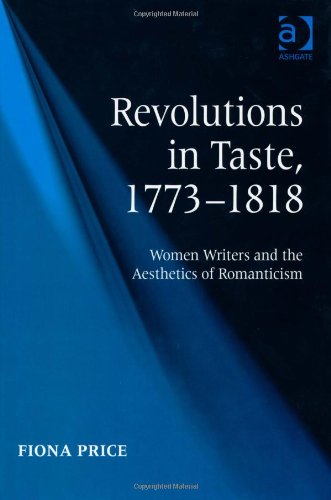 a
ASHGATE
Revolutions
in Taste,
1773–1818
Women Writers and the
Aesthetics of Romanticism
FIONA PRICE